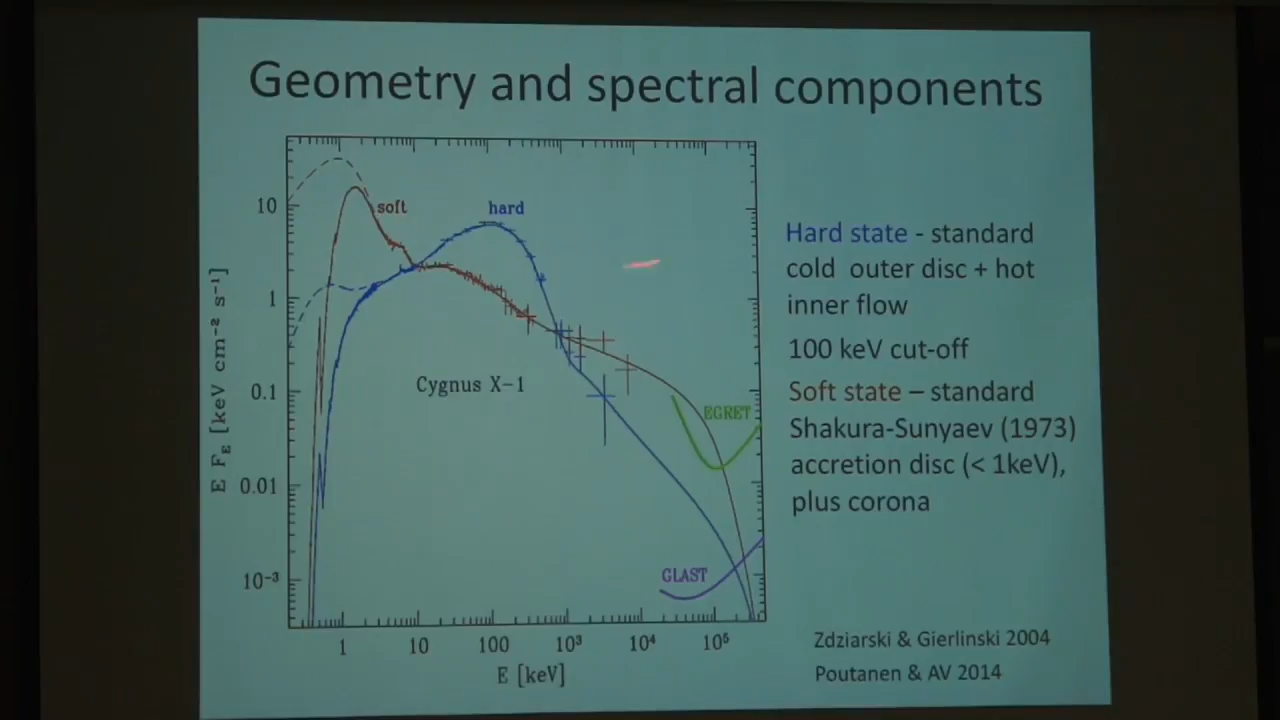 Geometry and spectral components
soft
hard
10
1
0.1
0.01
10⁻³
E F_E [keV cm⁻² s⁻¹]
Cygnus X-1
EGRET
GLAST
1 10 100 10³ 10⁴ 10⁵
E [keV]
Hard state - standard
cold outer disc + hot
inner flow
100 keV cut-off
Soft state – standard
Shakura-Sunyaev (1973)
accretion disc (< 1keV),
plus corona
Zdziarski & Gierlinski 2004
Poutanen & AV 2014